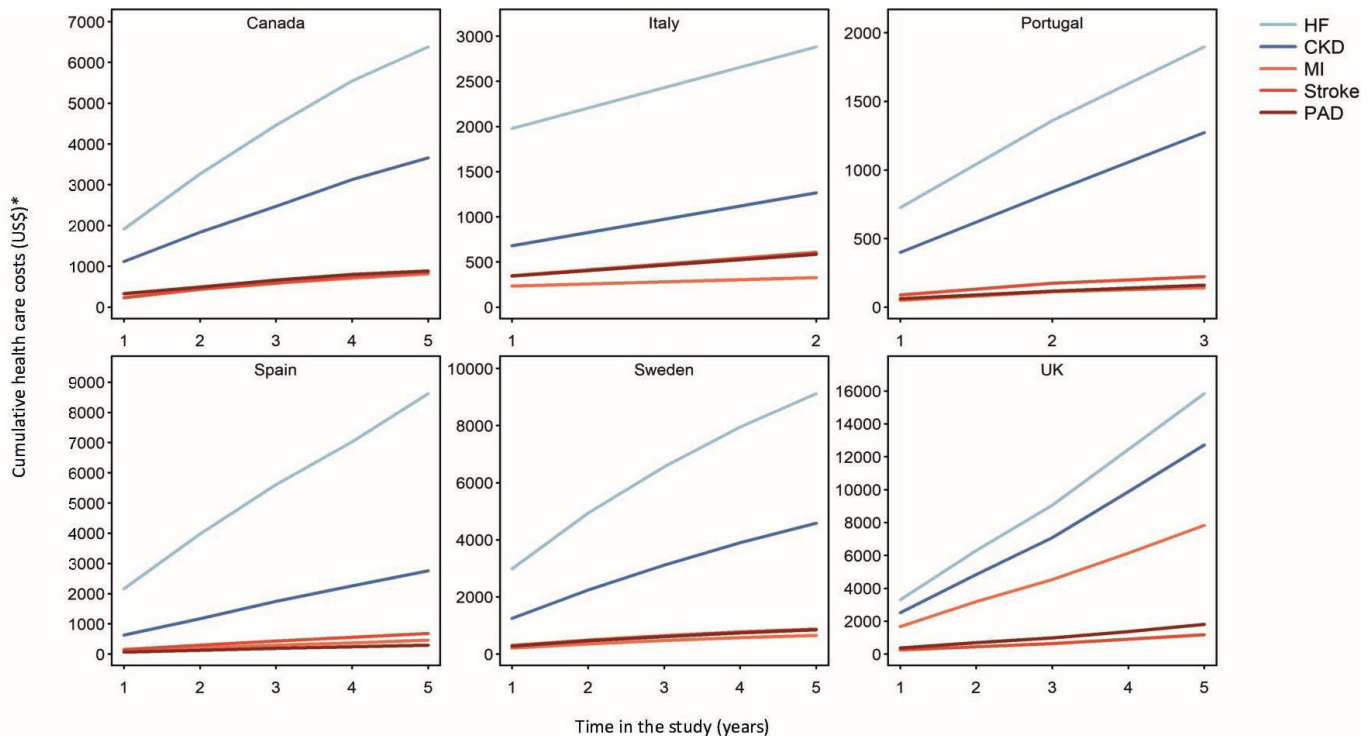 Cumulative health care costs (US$)*
Canada
7000
6000
5000
4000
3000
2000
1000
0
1 2 3 4 5
Italy
3000
2500
2000
1500
1000
500
0
1 2
Portugal
2000
1500
1000
500
0
1 2 3
HF
CKD
MI
Stroke
PAD
Spain
9000
8000
7000
6000
5000
4000
3000
2000
1000
0
1 2 3 4 5
Sweden
10000
8000
6000
4000
2000
0
1 2 3 4 5
UK
16000
14000
12000
10000
8000
6000
4000
2000
0
1 2 3 4 5
Time in the study (years)